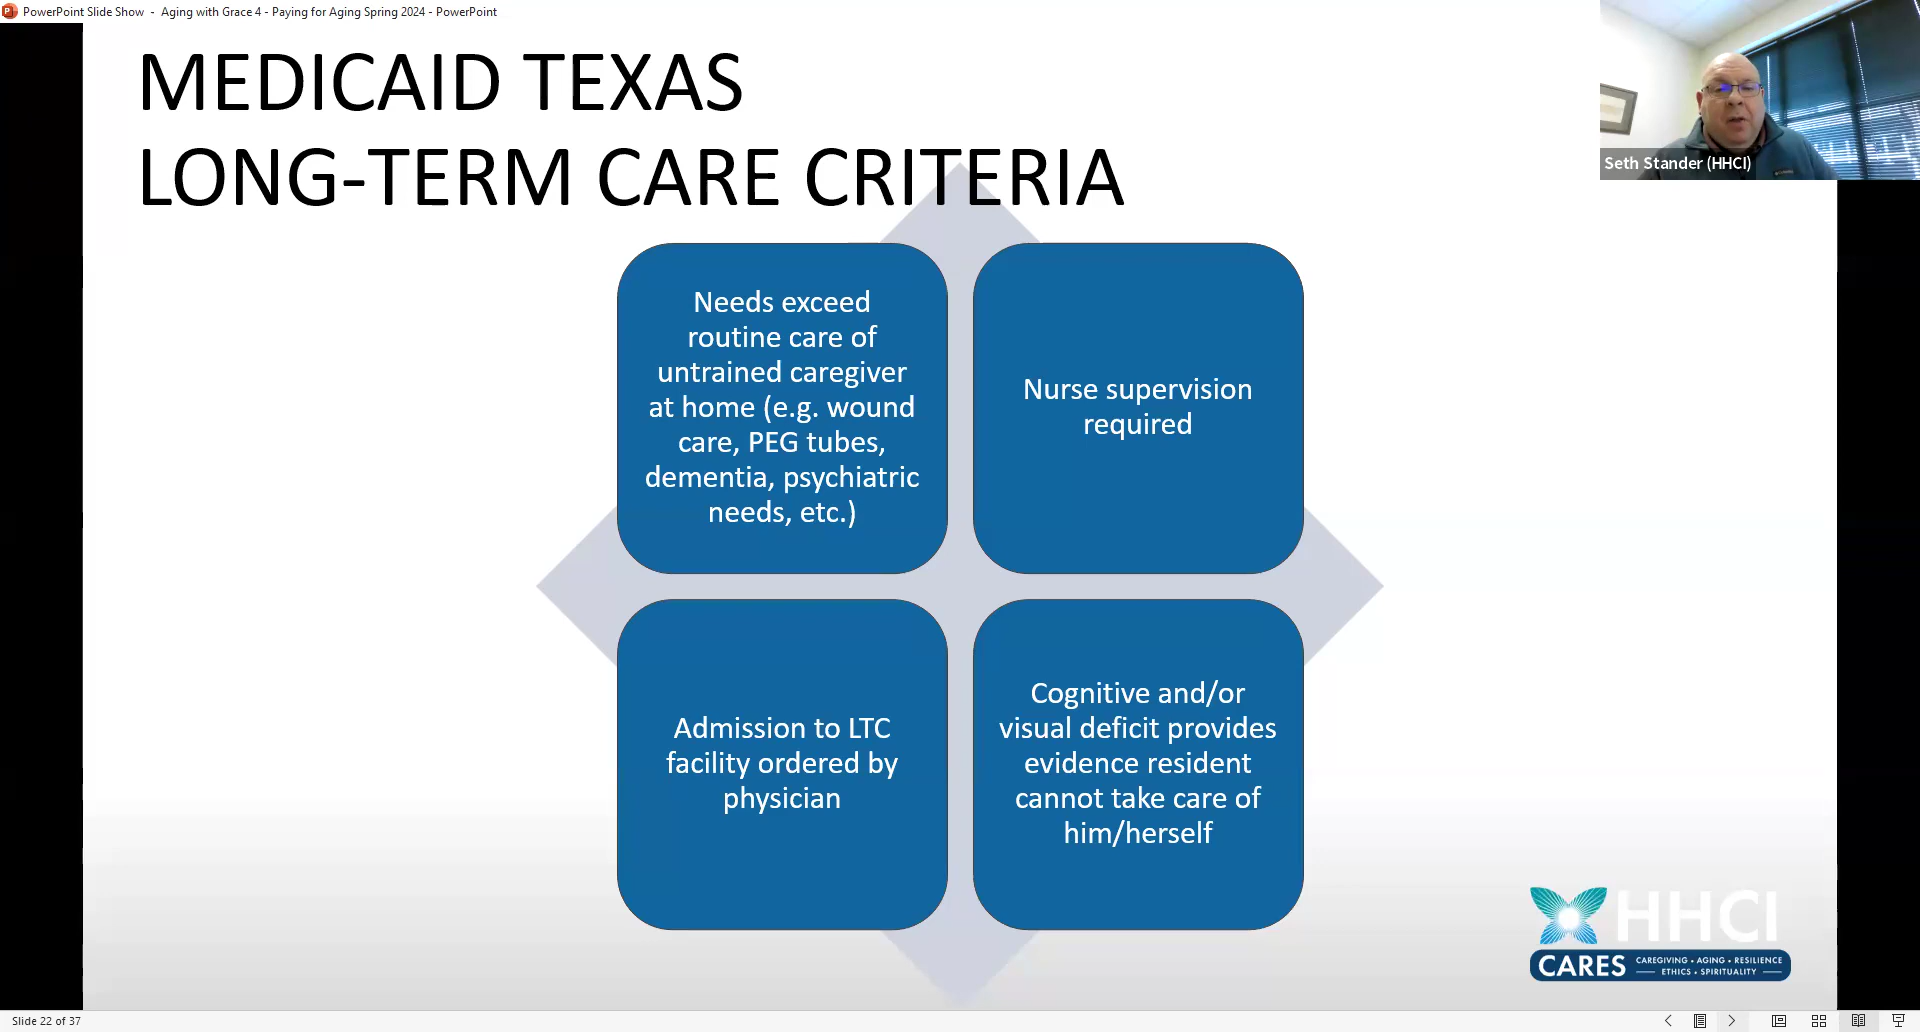 PowerPoint Slide Show - Aging with Grace 4 - Paying for Aging Spring 2024 - PowerPoint
MEDICAID TEXAS
LONG-TERM CARE CRITERIA
Seth Stander (HHCI)
Needs exceed
routine care of
untrained caregiver
at home (e.g. wound
care, PEG tubes,
dementia, psychiatric
needs, etc.)
Nurse supervision
required
Admission to LTC
facility ordered by
physician
Cognitive and/or
visual deficit provides
evidence resident
cannot take care of
him/herself
HHCI
CARES
CAREGIVING • AGING • RESILIENCE
ETHICS • SPIRITUALITY
Slide 22 of 37